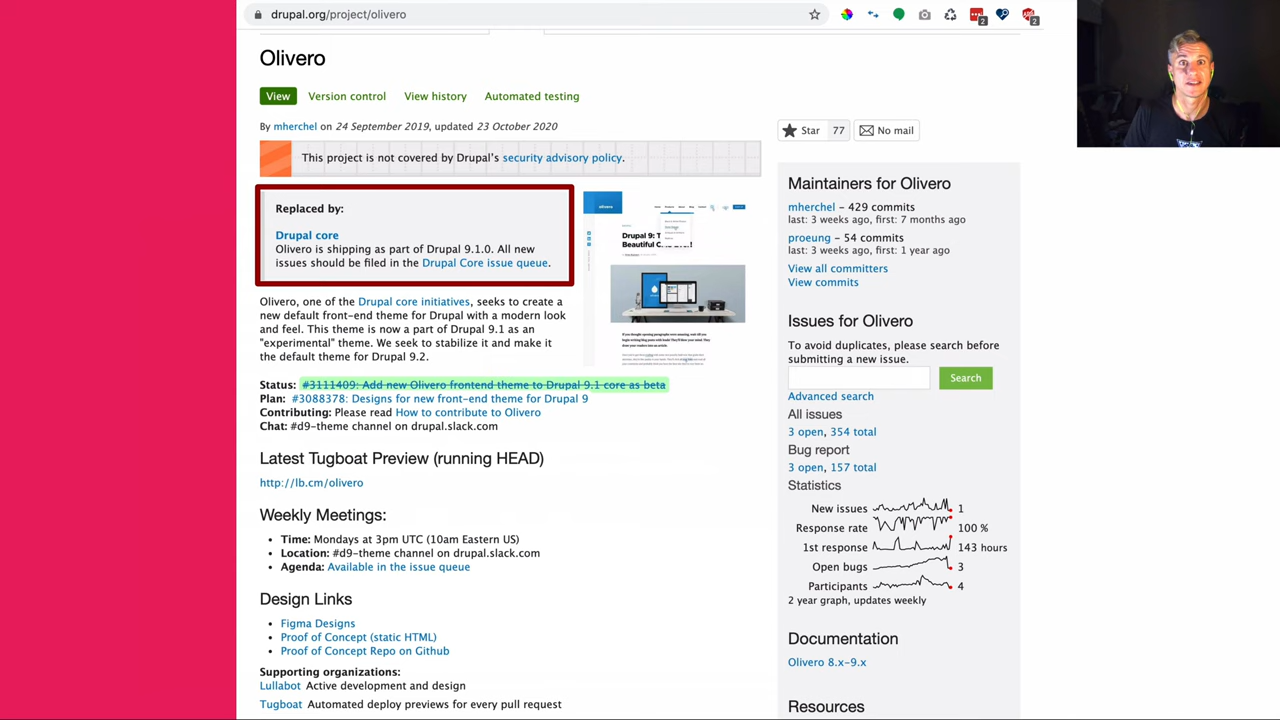 drupal.org/project/olivero
2
2
Olivero
View Version control View history Automated testing
By mherchel on 24 September 2019, updated 23 October 2020
This project is not covered by Drupal's security advisory policy.
Replaced by:
Drupal core
Olivero is shipping as part of Drupal 9.1.0. All new
issues should be filed in the Drupal Core issue queue.
Olivero, one of the Drupal core initiatives, seeks to create a
new default front-end theme for Drupal with a modern look
and feel. This theme is now a part of Drupal 9.1 as an
"experimental" theme. We seek to stabilize it and make it
the default theme for Drupal 9.2.
Status: #3111409: Add new Olivero frontend theme to Drupal 9.1 core as beta
Plan: #3088378: Designs for new front-end theme for Drupal 9
Contributing: Please read How to contribute to Olivero
Chat: #d9-theme channel on drupal.slack.com
Latest Tugboat Preview (running HEAD)
http://lb.cm/olivero
Weekly Meetings:
• Time: Mondays at 3pm UTC (10am Eastern US)
• Location: #d9-theme channel on drupal.slack.com
• Agenda: Available in the issue queue
Design Links
• Figma Designs
• Proof of Concept (static HTML)
• Proof of Concept Repo on Github
Supporting organizations:
Lullabot Active development and design
Tugboat Automated deploy previews for every pull request
Star 77 No mail
Maintainers for Olivero
mherchel – 429 commits
last: 3 weeks ago, first: 7 months ago
proeung – 54 commits
last: 3 weeks ago, first: 1 year ago
View all committers
View commits
Issues for Olivero
To avoid duplicates, please search before
submitting a new issue.
Search
Advanced search
All issues
3 open, 354 total
Bug report
3 open, 157 total
Statistics
New issues 1
Response rate 100 %
1st response 143 hours
Open bugs 3
Participants 4
2 year graph, updates weekly
Documentation
Olivero 8.x-9.x
Resources